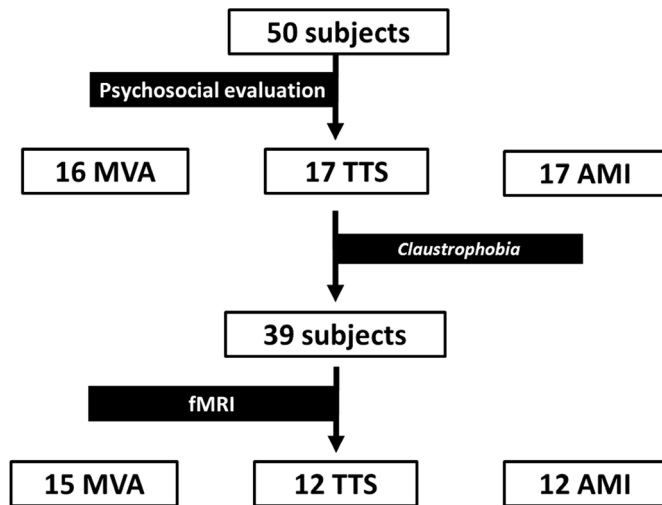 50 subjects
Psychosocial evaluation
16 MVA
17 TTS
17 AMI
Claustrophobia
39 subjects
fMRI
15 MVA
12 TTS
12 AMI